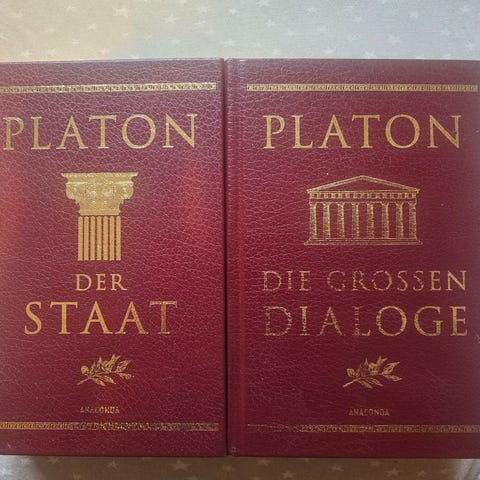 PLATON
DER
STAAT
ANACONDA
PLATON
DIE GROSSEN
DIALOGE
ANACONDA